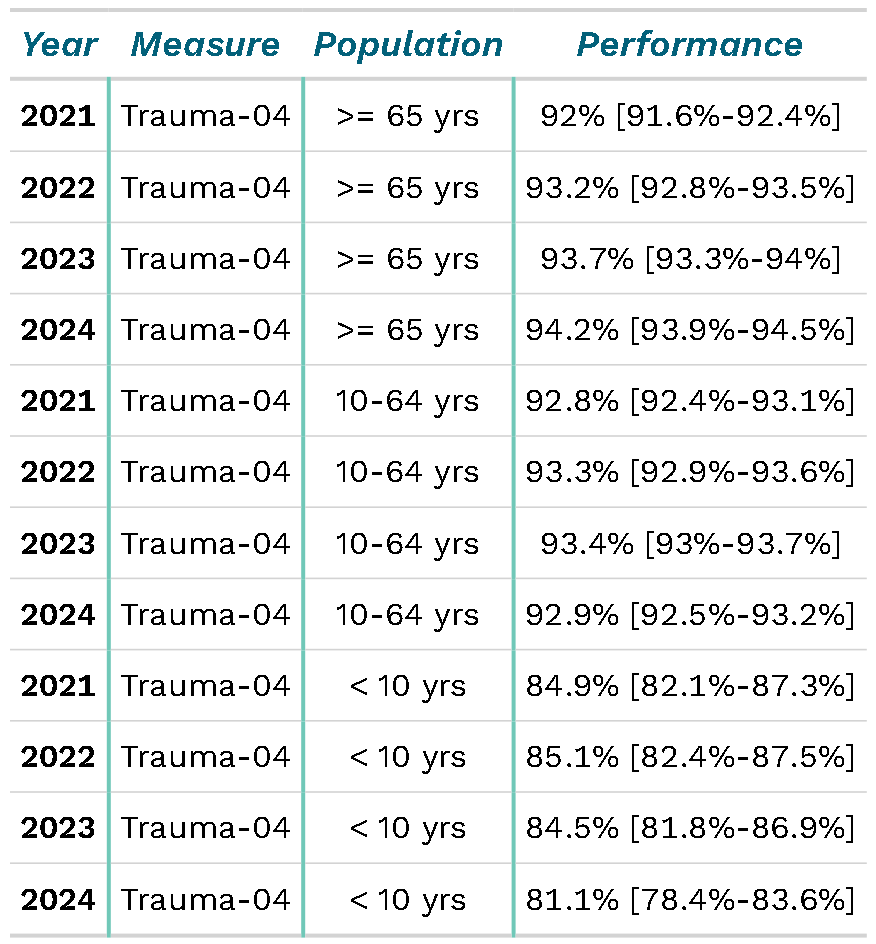 Year Measure Population Performance
2021 Trauma-04 >= 65 yrs 92% [91.6%-92.4%]
2022 Trauma-04 >= 65 yrs 93.2% [92.8%-93.5%]
2023 Trauma-04 >= 65 yrs 93.7% [93.3%-94%]
2024 Trauma-04 >= 65 yrs 94.2% [93.9%-94.5%]
2021 Trauma-04 10-64 yrs 92.8% [92.4%-93.1%]
2022 Trauma-04 10-64 yrs 93.3% [92.9%-93.6%]
2023 Trauma-04 10-64 yrs 93.4% [93%-93.7%]
2024 Trauma-04 10-64 yrs 92.9% [92.5%-93.2%]
2021 Trauma-04 < 10 yrs 84.9% [82.1%-87.3%]
2022 Trauma-04 < 10 yrs 85.1% [82.4%-87.5%]
2023 Trauma-04 < 10 yrs 84.5% [81.8%-86.9%]
2024 Trauma-04 < 10 yrs 81.1% [78.4%-83.6%]